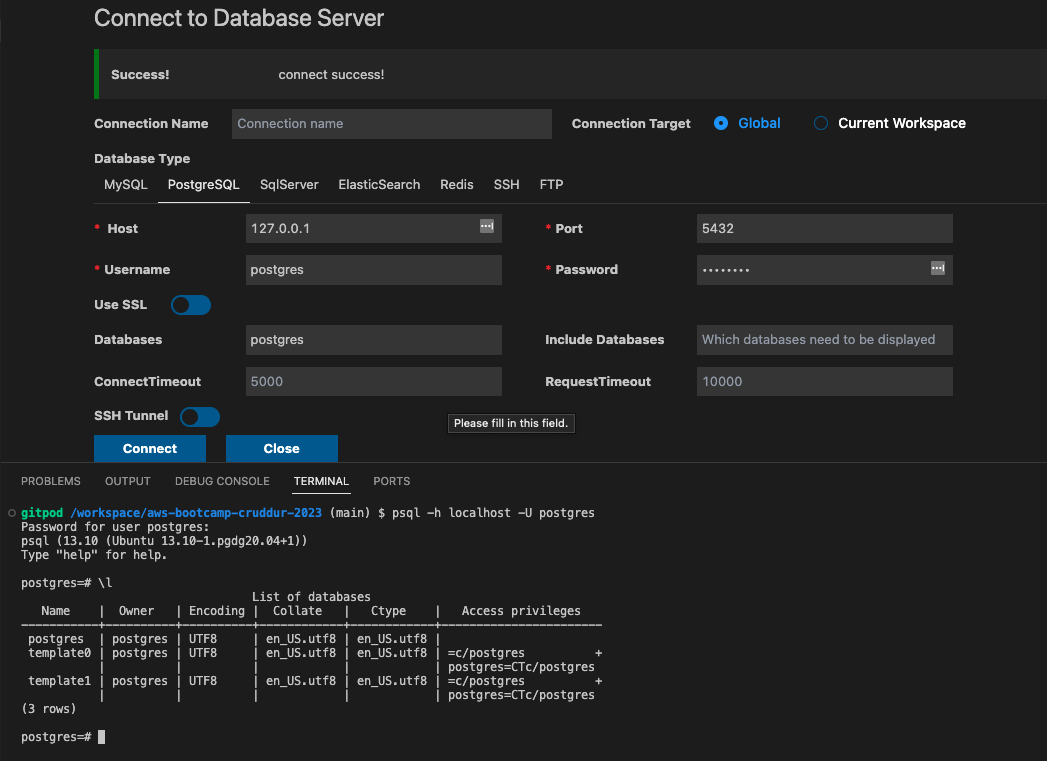 Connect to Database Server
Success! connect success!
Connection Name Connection name Connection Target Global Current Workspace
Database Type
MySQL PostgreSQL SqlServer ElasticSearch Redis SSH FTP
* Host 127.0.0.1 * Port 5432
* Username postgres * Password ••••••••
Use SSL
Databases postgres Include Databases Which databases need to be displayed
ConnectTimeout 5000 RequestTimeout 10000
SSH Tunnel
Please fill in this field.
Connect Close
PROBLEMS OUTPUT DEBUG CONSOLE TERMINAL PORTS
gitpod /workspace/aws-bootcamp-cruddur-2023 (main) $ psql -h localhost -U postgres
Password for user postgres:
psql (13.10 (Ubuntu 13.10-1.pgdg20.04+1))
Type "help" for help.
postgres=# \l
List of databases
Name | Owner | Encoding | Collate | Ctype | Access privileges
-----------+----------+----------+------------+------------+-----------------------
postgres | postgres | UTF8 | en_US.utf8 | en_US.utf8 |
template0 | postgres | UTF8 | en_US.utf8 | en_US.utf8 | =c/postgres +
| | | | | postgres=CTc/postgres
template1 | postgres | UTF8 | en_US.utf8 | en_US.utf8 | =c/postgres +
| | | | | postgres=CTc/postgres
(3 rows)
postgres=#